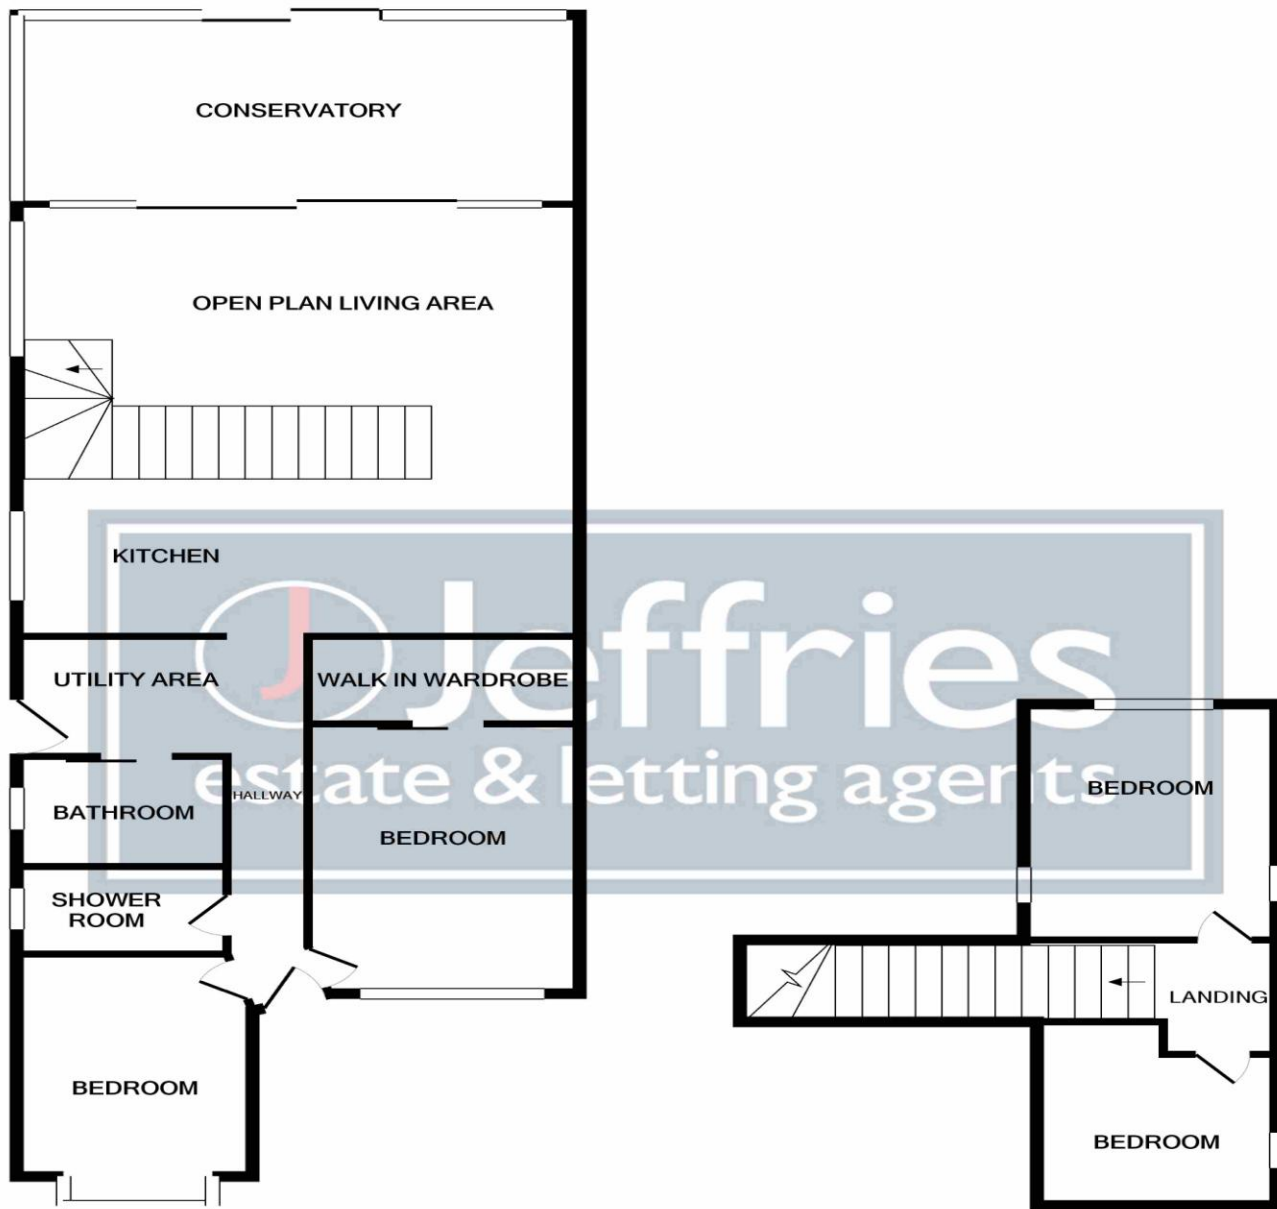 CONSERVATORY
OPEN PLAN LIVING AREA
KITCHEN
Jeffries
estate & letting agents
UTILITY AREA
WALK IN WARDROBE
BATHROOM
HALLWAY
BEDROOM
SHOWER
ROOM
BEDROOM
BEDROOM
LANDING
BEDROOM